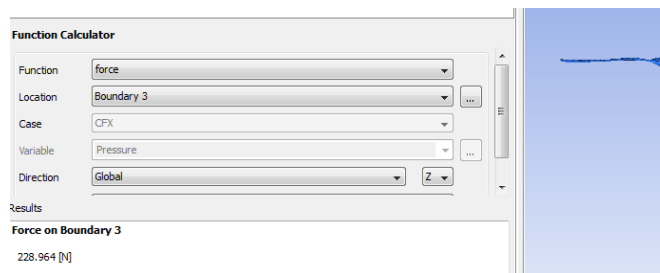 Function Calculator
Function force
Location Boundary 3 ...
Case CFX
Variable Pressure ...
Direction Global Z
Results
Force on Boundary 3
228.964 [N]